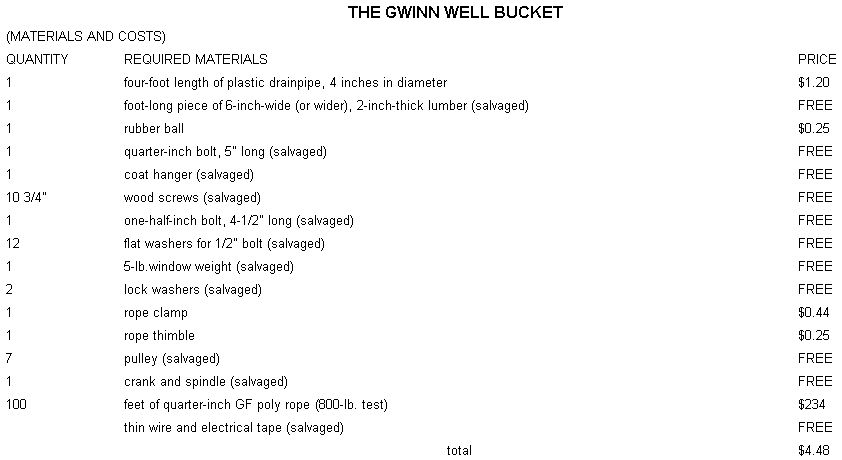 THE GWINN WELL BUCKET
(MATERIALS AND COSTS)
QUANTITY REQUIRED MATERIALS PRICE
1 four-foot length of plastic drainpipe, 4 inches in diameter $1.20
1 foot-long piece of 6-inch-wide (or wider), 2-inch-thick lumber (salvaged) FREE
1 rubber ball $0.25
1 quarter-inch bolt, 5" long (salvaged) FREE
1 coat hanger (salvaged) FREE
10 3/4" wood screws (salvaged) FREE
1 one-half-inch bolt, 4-1/2" long (salvaged) FREE
12 flat washers for 1/2" bolt (salvaged) FREE
1 5-lb.window weight (salvaged) FREE
2 lock washers (salvaged) FREE
1 rope clamp $0.44
1 rope thimble $0.25
7 pulley (salvaged) FREE
1 crank and spindle (salvaged) FREE
100 feet of quarter-inch GF poly rope (800-lb. test) $234
thin wire and electrical tape (salvaged) FREE
total $4.48